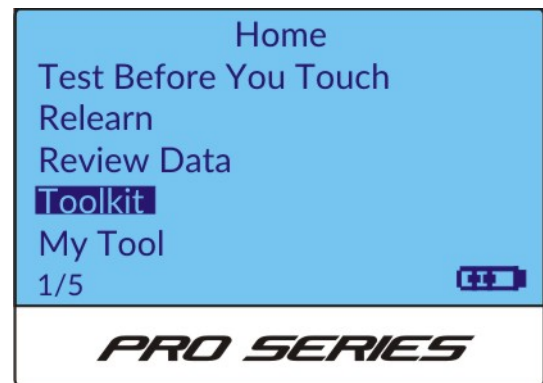 Home
Test Before You Touch
Relearn
Review Data
Toolkit
My Tool
1/5
PRO SERIES